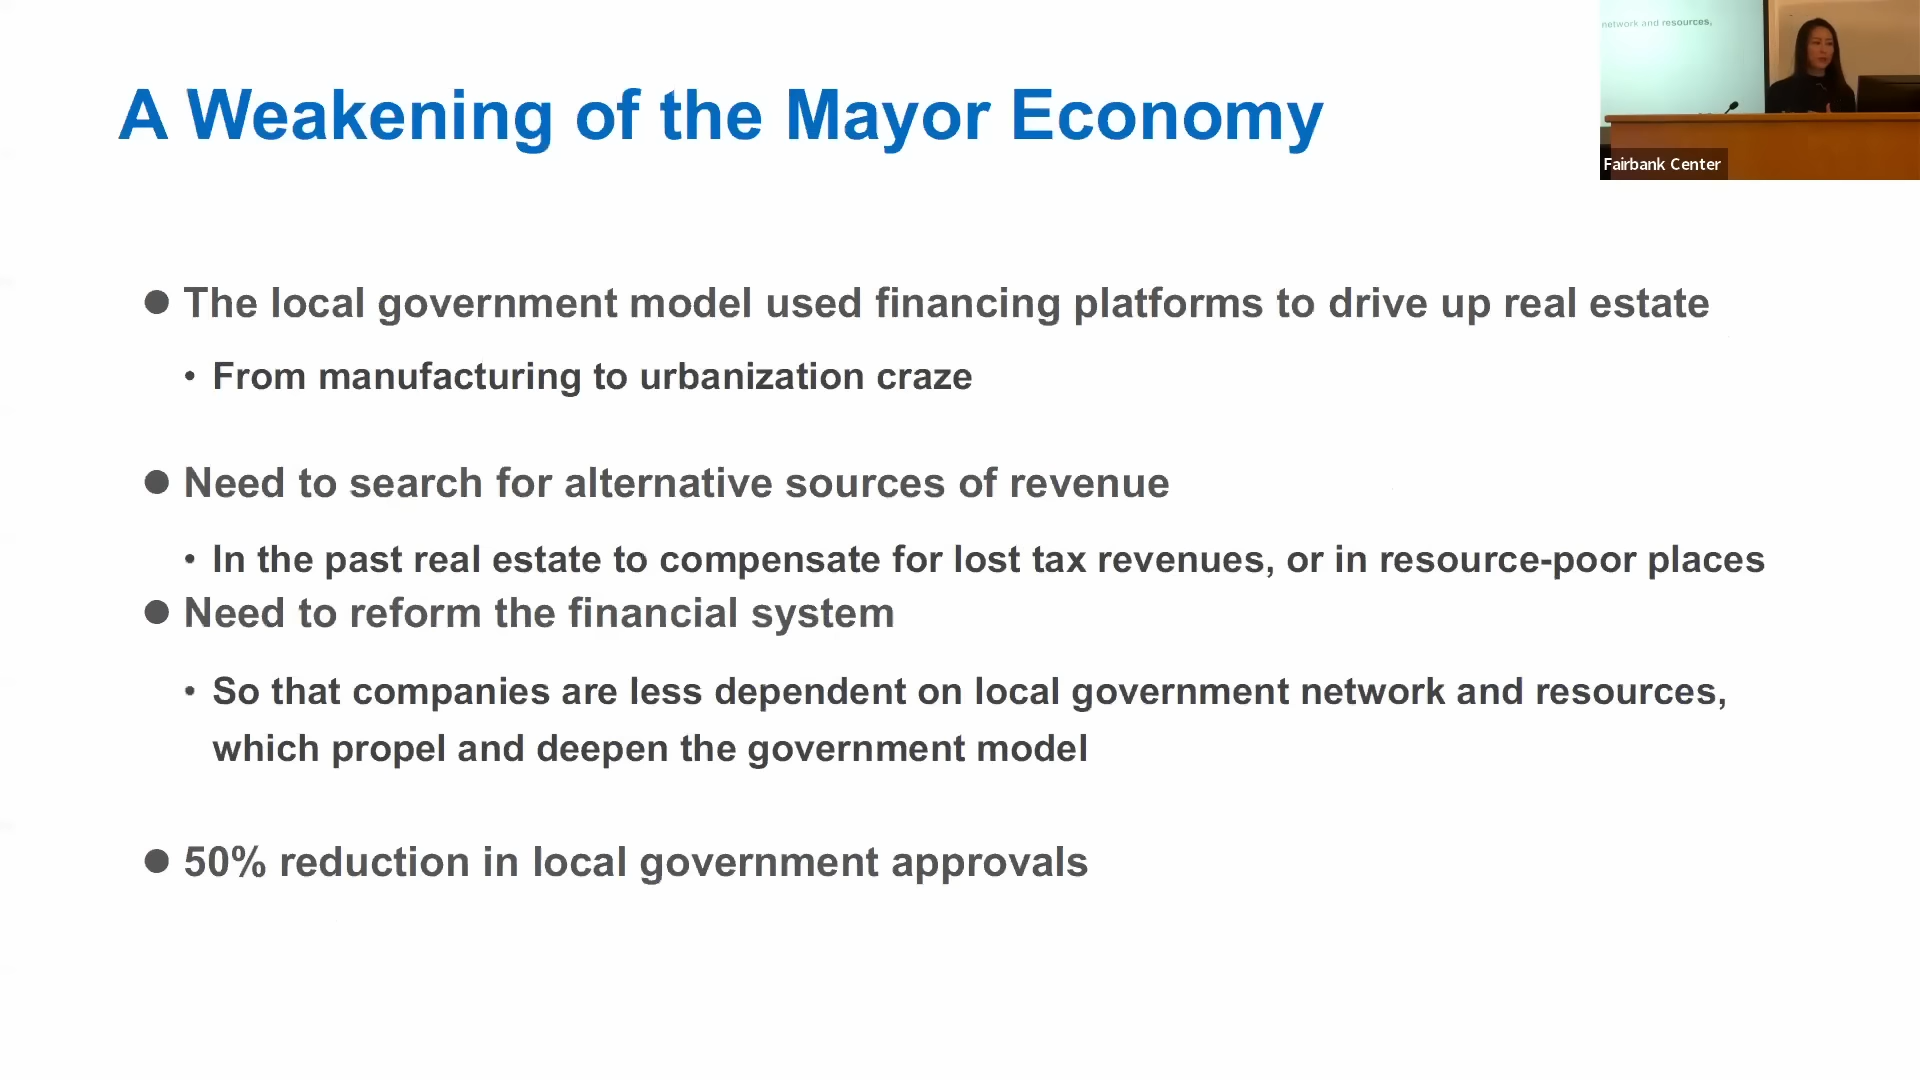 network and resources,
A Weakening of the Mayor Economy
Fairbank Center
● The local government model used financing platforms to drive up real estate
• From manufacturing to urbanization craze
● Need to search for alternative sources of revenue
• In the past real estate to compensate for lost tax revenues, or in resource-poor places
● Need to reform the financial system
• So that companies are less dependent on local government network and resources,
which propel and deepen the government model
● 50% reduction in local government approvals